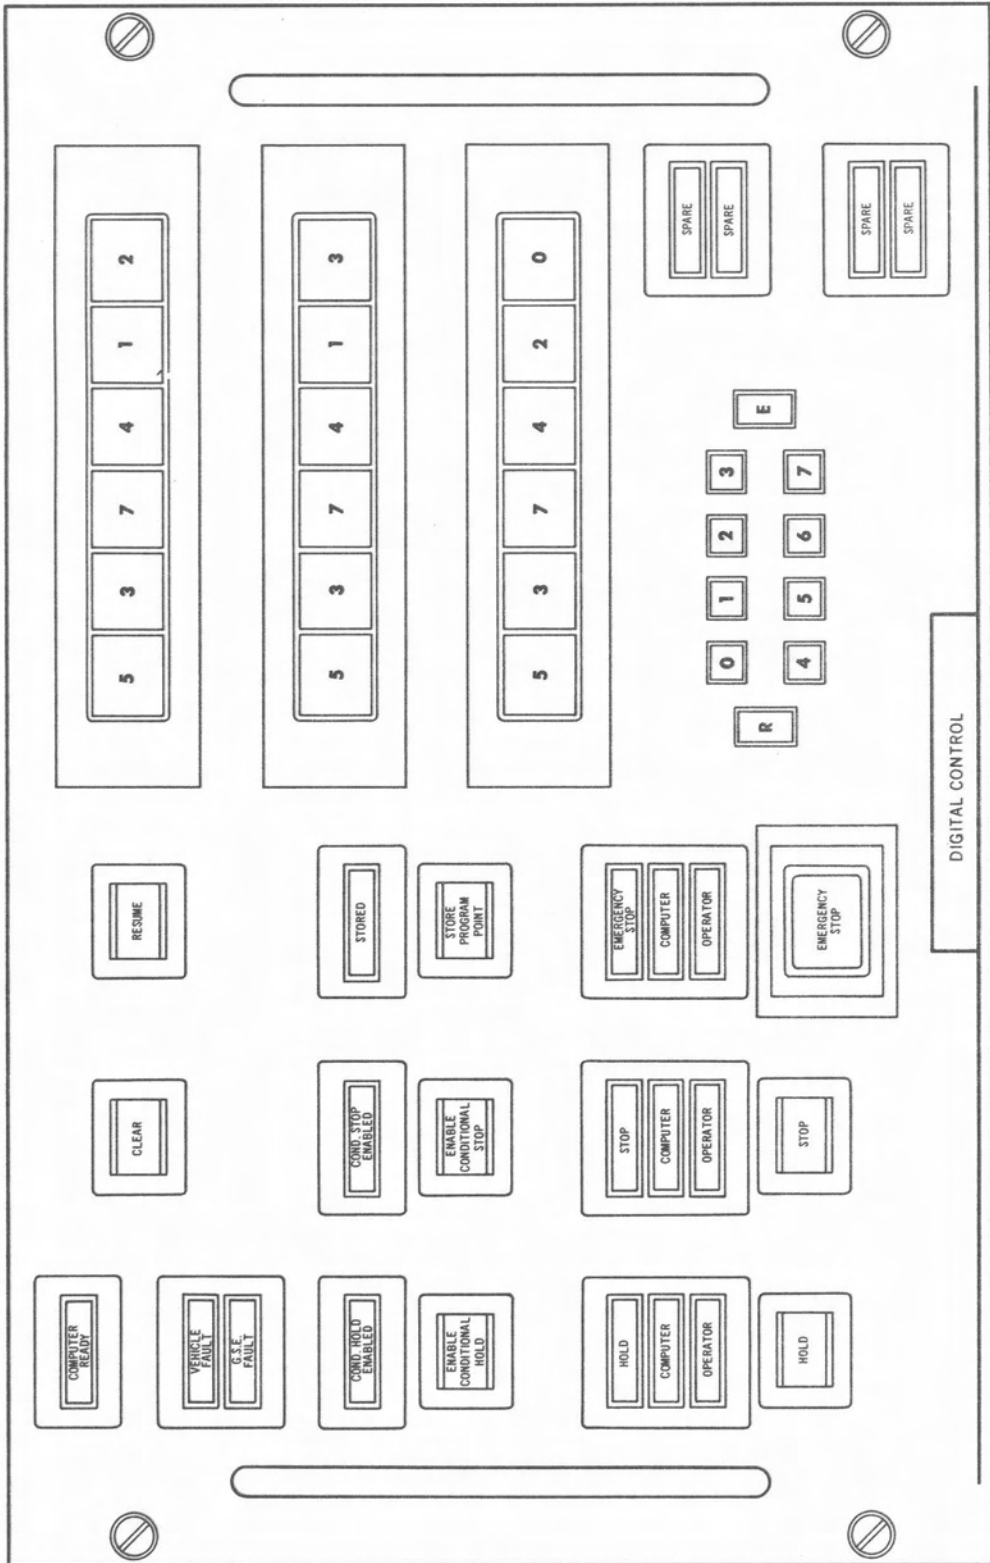 COMPUTER
READY
CLEAR
RESUME
5 3 7 4 1 2
VEHICLE
FAULT
G.S.E.
FAULT
COND. HOLD
ENABLED
COND. STOP
ENABLED
STORED
5 3 7 4 1 3
ENABLE
CONDITIONAL
HOLD
ENABLE
CONDITIONAL
STOP
STORE
PROGRAM
POINT
5 3 7 4 2 0
HOLD
COMPUTER
OPERATOR
STOP
COMPUTER
OPERATOR
EMERGENCY
STOP
COMPUTER
OPERATOR
SPARE
SPARE
0 1 2 3
R
E
4 5 6 7
HOLD
STOP
EMERGENCY
STOP
SPARE
SPARE
DIGITAL CONTROL